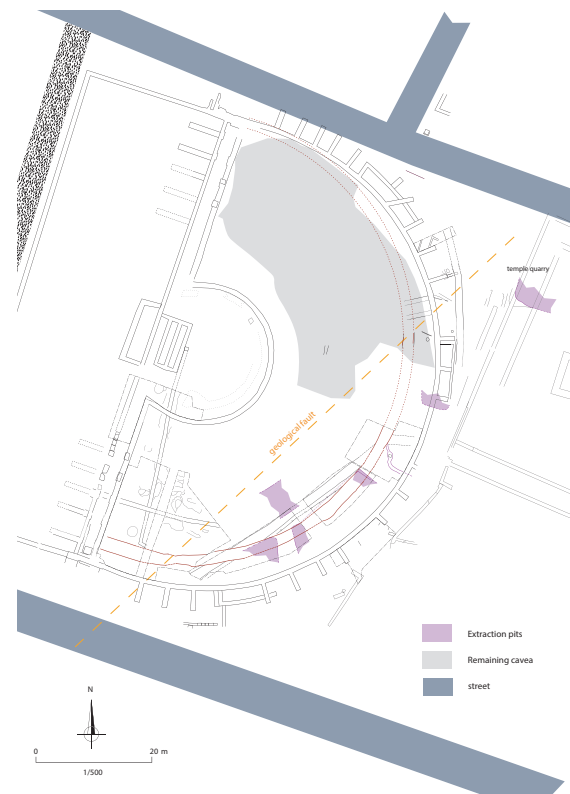 temple quarry
geological fault
Extraction pits
Remaining cavea
street
N
0 20 m
1/500